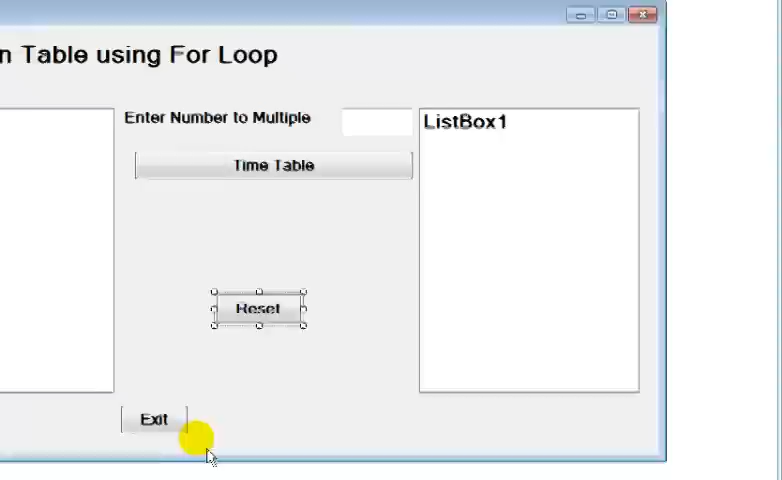 n Table using For Loop
Enter Number to Multiple
ListBox1
Time Table
Reset
Exit